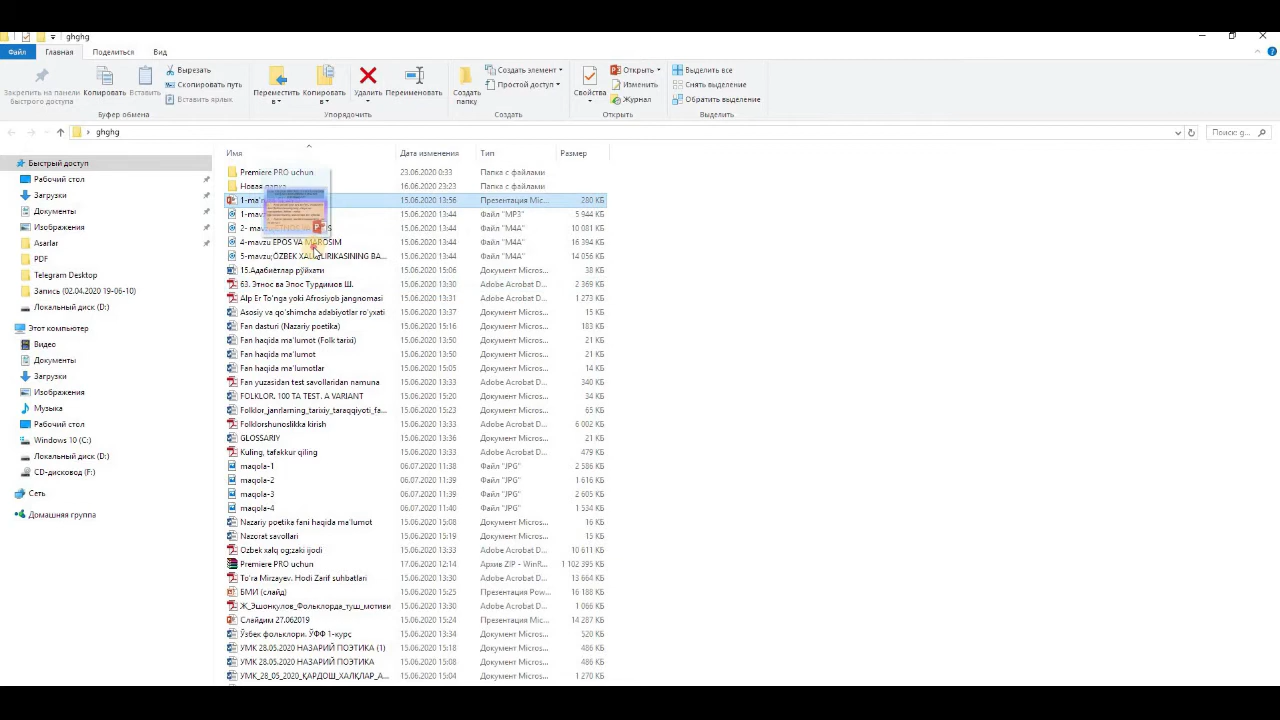 ghghg
Файл Главная Поделиться Вид
Вырезать Создать элемент Открыть Выделить все
Скопировать путь Простой доступ Изменить Снять выделение
Закрепить на панели быстрого доступа Копировать Вставить Вставить ярлык Переместить в Копировать в Удалить Переименовать Создать папку Свойства Журнал Обратить выделение
Буфер обмена Упорядочить Создать Открыть Выделить
ghghg Поиск: g...
Имя Дата изменения Тип Размер
Быстрый доступ
Рабочий стол
Загрузки
Документы
Изображения
Asarlar
PDF
Telegram Desktop
Запись (02.04.2020 19-06-10)
Локальный диск (D:)
Этот компьютер
Видео
Документы
Загрузки
Изображения
Музыка
Рабочий стол
Windows 10 (C:)
Локальный диск (D:)
CD-дисковод (F:)
Сеть
Домашняя группа
Premiere PRO uchun 23.06.2020 0:33 Папка с файлами
Новая папка 16.06.2020 23:23 Папка с файлами
15.06.2020 13:56 Презентация Mic... 280 КБ
15.06.2020 13:44 Файл "MP3" 5 944 КБ
15.06.2020 13:44 Файл "M4A" 10 081 КБ
4-mavzu EPOS VA MAROSIM 15.06.2020 13:44 Файл "M4A" 16 394 КБ
5-mavzu;OZBEK XALQ LIRIKASINING BA... 15.06.2020 13:44 Файл "M4A" 14 056 КБ
15.Адабиётлар рўйхати 15.06.2020 15:06 Документ Micros... 20 КБ
63. Этнос ва Эпос Турдимов Ш. 15.06.2020 13:30 Adobe Acrobat D... 2 369 КБ
Alp Er To'nga yoki Afrosiyob jangnomasi 15.06.2020 13:31 Adobe Acrobat D... 1 273 КБ
Asosiy va qo`shimcha adabiyotlar ro`yxati 15.06.2020 13:37 Документ Micros... 15 КБ
Fan dasturi (Nazariy poetika) 15.06.2020 15:16 Документ Micros... 183 КБ
Fan haqida ma'lumot (Folk tarixi) 15.06.2020 13:50 Документ Micros... 21 КБ
Fan haqida ma'lumot 15.06.2020 13:50 Документ Micros... 21 КБ
Fan haqida ma'lumotlar 15.06.2020 15:05 Документ Micros... 14 КБ
Fan yuzasidan test savollaridan namuna 15.06.2020 13:33 Adobe Acrobat D... 340 КБ
FOLKLOR. 100 TA TEST. A VARIANT 15.06.2020 15:20 Документ Micros... 34 КБ
Folklor_janrlarning_tarixiy_taraqqiyoti_fa... 15.06.2020 15:23 Документ Micros... 65 КБ
Folklorshunoslikka kirish 15.06.2020 13:33 Adobe Acrobat D... 6 002 КБ
GLOSSARIY 15.06.2020 13:36 Документ Micros... 21 КБ
Kuling, tafakkur qiling 15.06.2020 13:33 Adobe Acrobat D... 479 КБ
maqola-1 06.07.2020 11:38 Файл "JPG" 2 586 КБ
maqola-2 06.07.2020 11:39 Файл "JPG" 1 616 КБ
maqola-3 06.07.2020 11:39 Файл "JPG" 2 605 КБ
maqola-4 06.07.2020 11:40 Файл "JPG" 1 534 КБ
Nazariy poetika fani haqida ma'lumot 15.06.2020 15:08 Документ Micros... 16 КБ
Nazorat savollari 15.06.2020 15:19 Документ Micros... 15 КБ
Ozbek xalq og;zaki ijodi 15.06.2020 13:33 Adobe Acrobat D... 10 611 КБ
Premiere PRO uchun 17.06.2020 12:14 Архив ZIP - WinR... 1 102 395 КБ
To'ra Mirzayev. Hodi Zarif suhbatlari 15.06.2020 13:30 Adobe Acrobat D... 13 664 КБ
БМИ (слайд) 15.06.2020 15:25 Презентация Pow... 16 188 КБ
Ж_Эшонкулов_Фольклорда_туш_мотиви 15.06.2020 13:30 Adobe Acrobat D... 1 066 КБ
Слайдим 27.062019 15.06.2020 15:24 Презентация Mic... 14 287 КБ
Ўзбек фольклори. ЎФФ 1-курс 15.06.2020 13:34 Документ Micros... 520 КБ
УМК 28.05.2020 НАЗАРИЙ ПОЭТИКА (1) 15.06.2020 15:18 Документ Micros... 486 КБ
УМК 28.05.2020 НАЗАРИЙ ПОЭТИКА 15.06.2020 15:08 Документ Micros... 486 КБ
УМК_28_05_2020_ҚАРДОШ_ХАЛҚЛАР_А... 15.06.2020 15:04 Документ Micros... 1 270 КБ